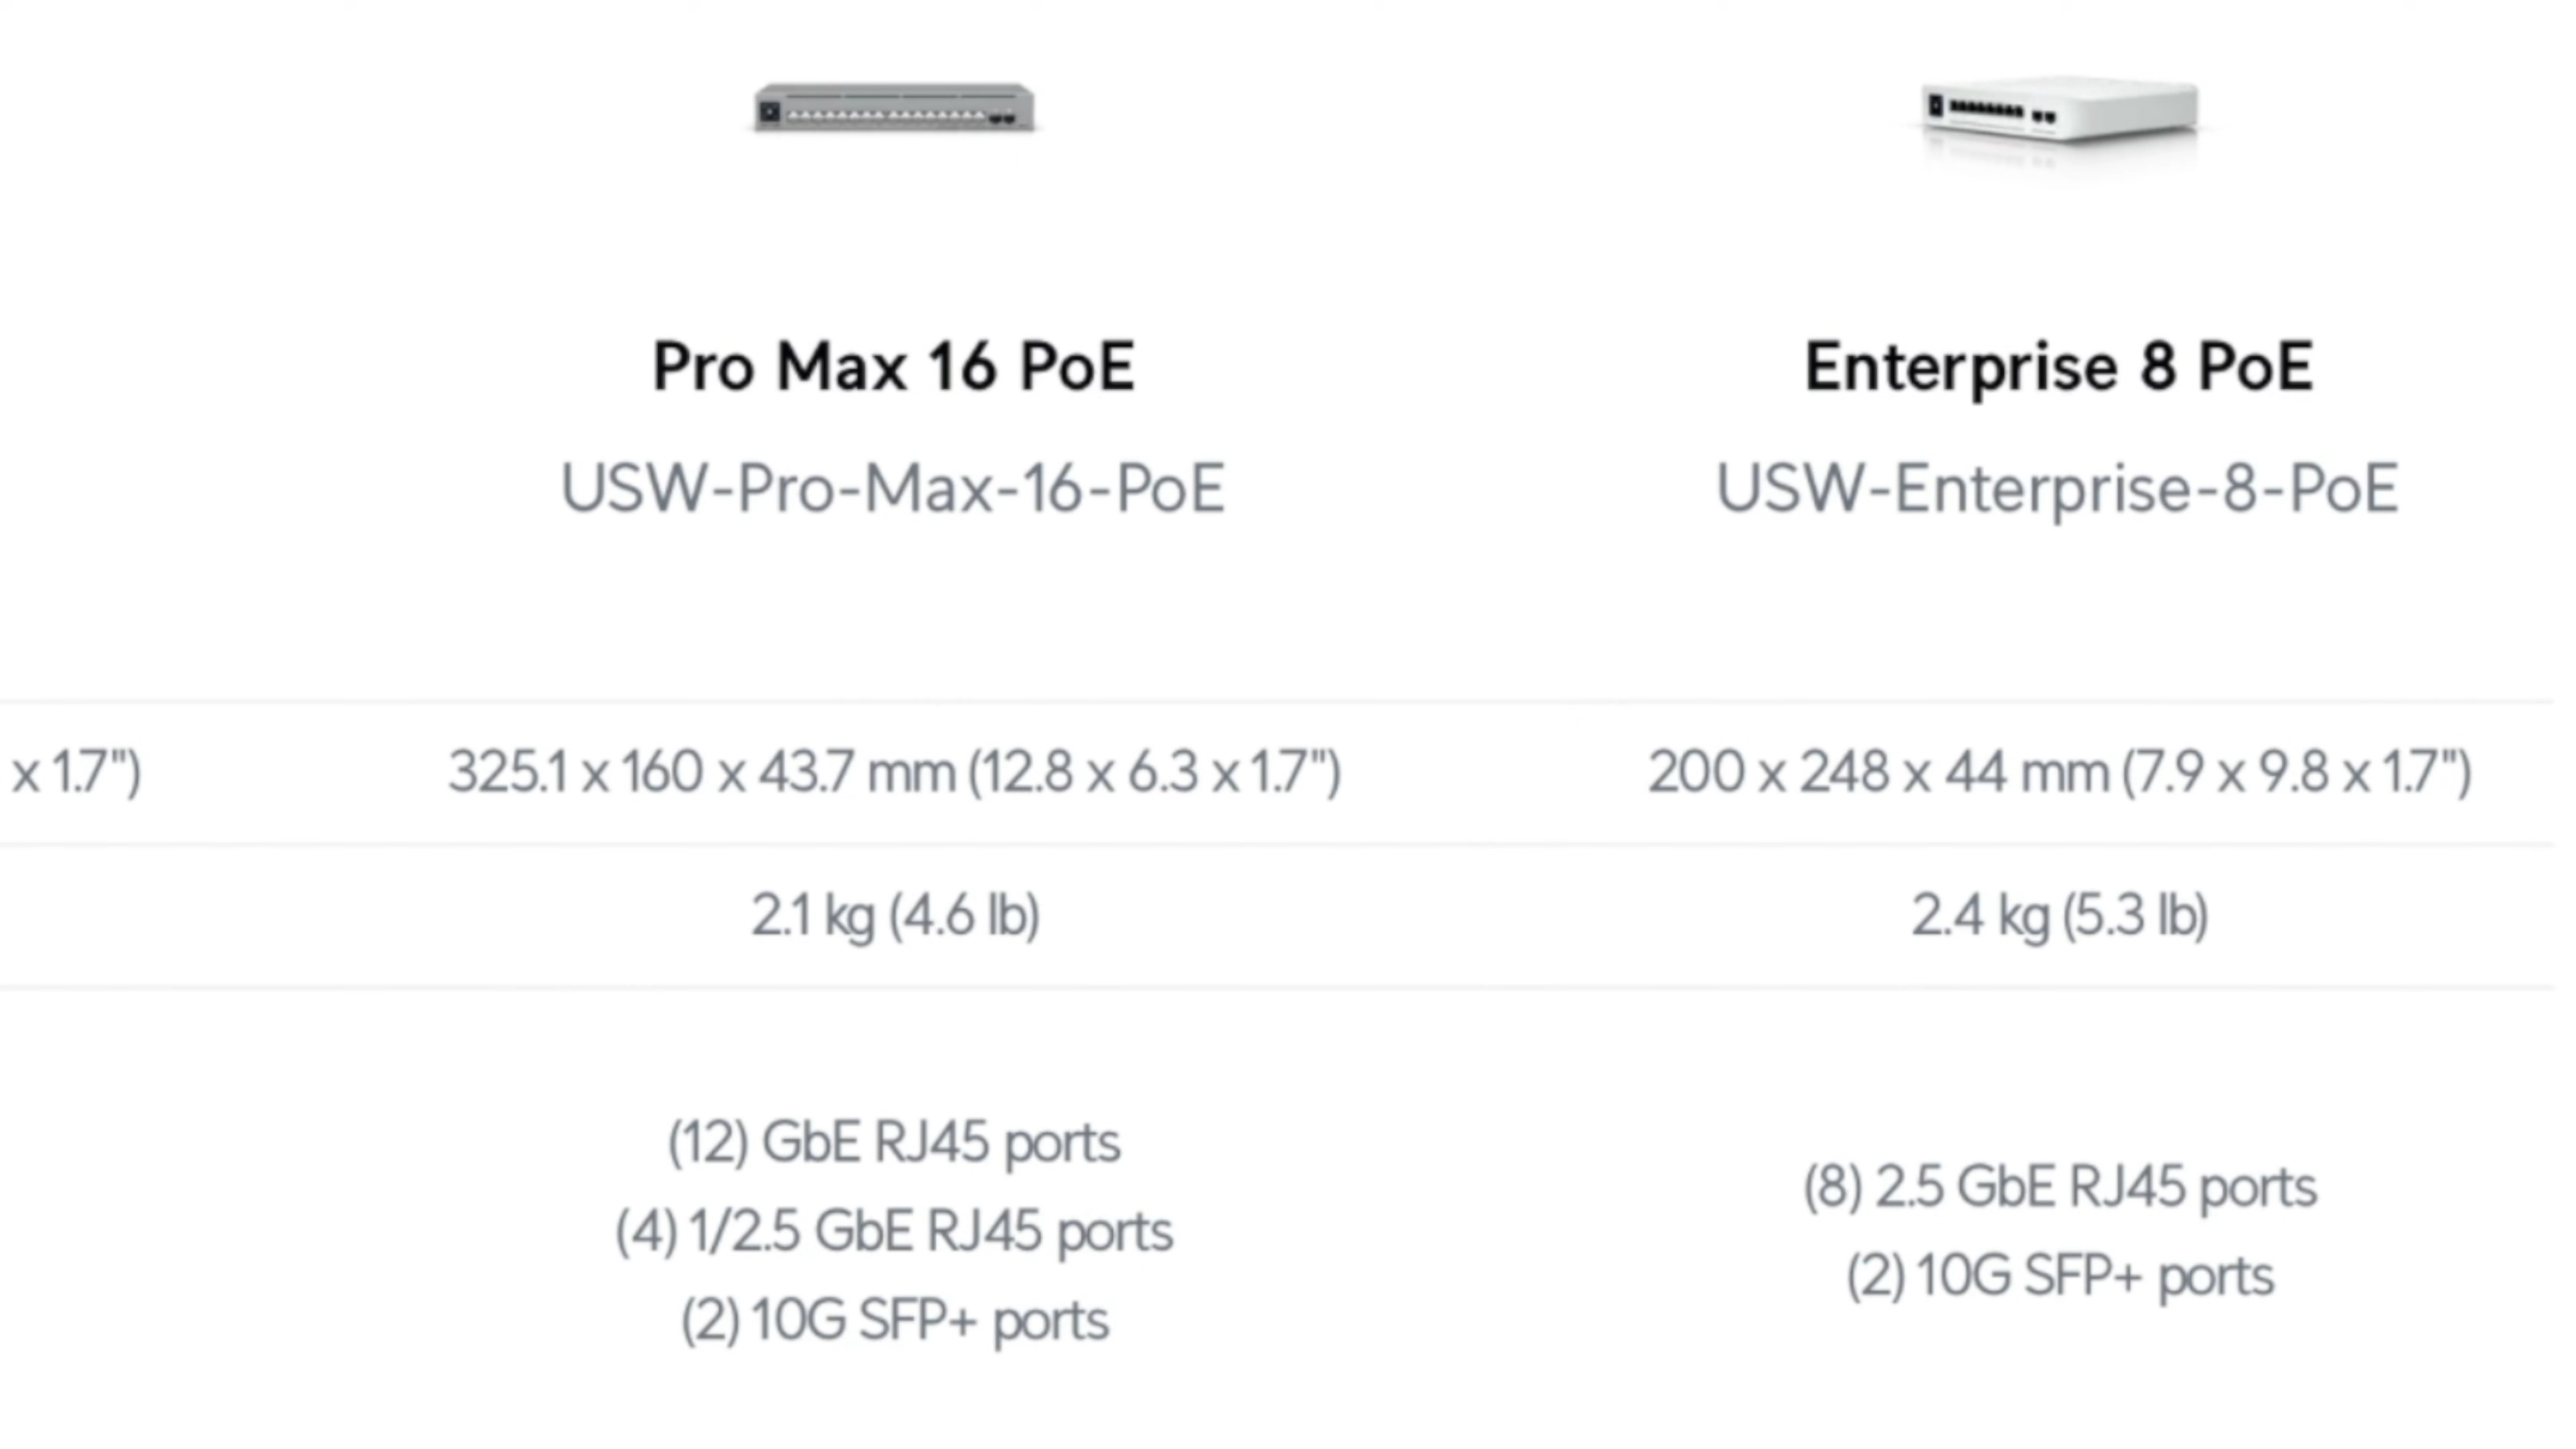 Pro Max 16 PoE
Enterprise 8 PoE
USW-Pro-Max-16-PoE
USW-Enterprise-8-PoE
x 1.7")
325.1 x 160 x 43.7 mm (12.8 x 6.3 x 1.7")
200 x 248 x 44 mm (7.9 x 9.8 x 1.7")
2.1 kg (4.6 lb)
2.4 kg (5.3 lb)
(12) GbE RJ45 ports
(4) 1/2.5 GbE RJ45 ports
(2) 10G SFP+ ports
(8) 2.5 GbE RJ45 ports
(2) 10G SFP+ ports